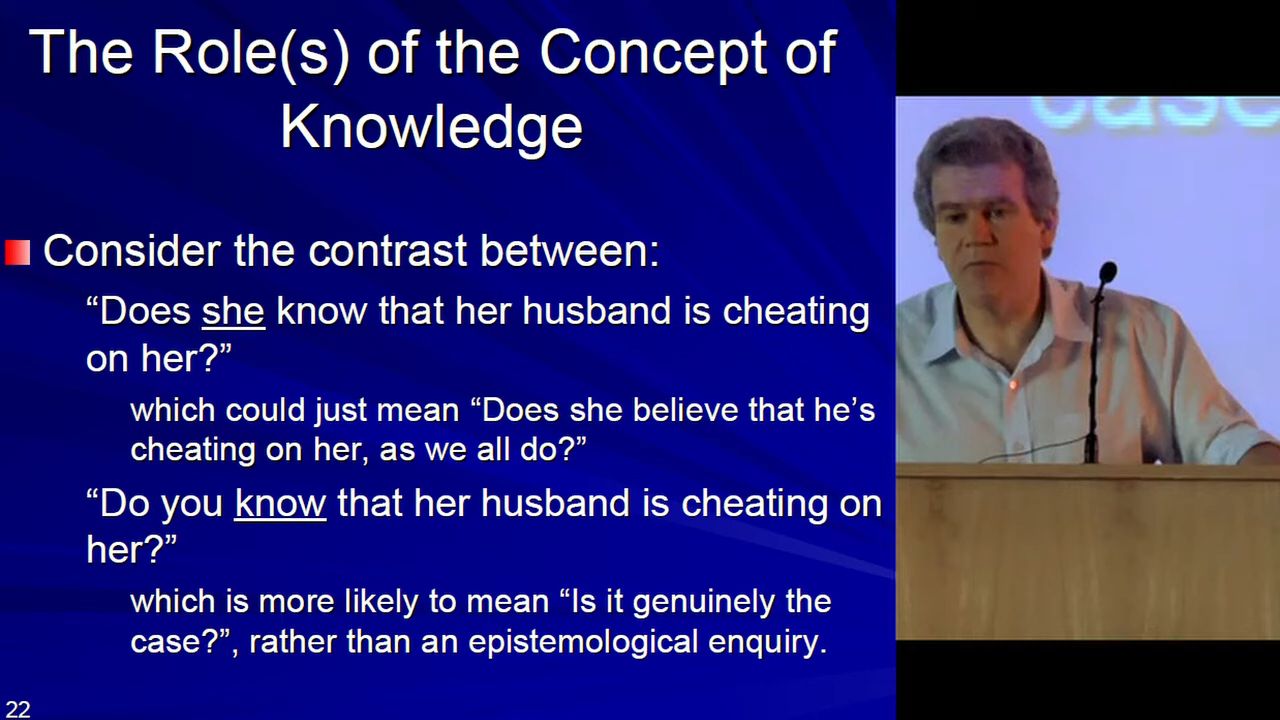 The Role(s) of the Concept of
Knowledge
Consider the contrast between:
“Does she know that her husband is cheating
on her?”
which could just mean “Does she believe that he’s
cheating on her, as we all do?”
“Do you know that her husband is cheating on
her?”
which is more likely to mean “Is it genuinely the
case?”, rather than an epistemological enquiry.
22
case